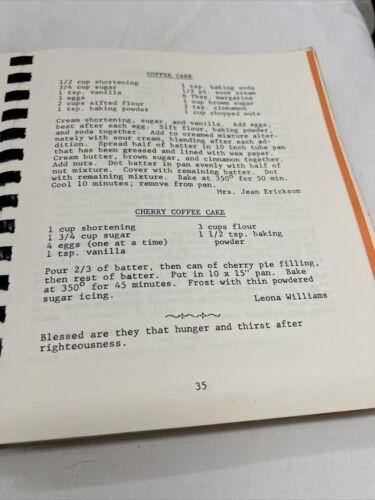 COFFEE CAKE
1/2 cup shortening 1 tsp. baking soda
3/4 cup sugar 1/2 pt. sour cream
1 tsp. vanilla 6 Tbsp. margarine
3 eggs 1 cup brown sugar
2 cups sifted flour 2 tsp. cinnamon
1 tsp. baking powder 1 cup chopped nuts
Cream shortening, sugar, and vanilla. Add eggs,
beat after each egg. Sift flour, baking powder,
and soda together. Add to creamed mixture alter-
nately with sour cream, blending after each ad-
dition. Spread half of batter in 10 inch tube pan
that has been greased and lined with wax paper.
Cream butter, brown sugar, and cinnamon together.
Add nuts. Dot batter in pan evenly with half of
nut mixture. Cover with remaining batter. Dot
with remaining mixture. Bake at 350° for 50 min.
Cool 10 minutes; remove from pan.
Mrs. Jean Erickson
CHERRY COFFEE CAKE
1 cup shortening 3 cups flour
1 3/4 cup sugar 1 1/2 tsp. baking
4 eggs (one at a time) powder
1 tsp. vanilla
Pour 2/3 of batter, then can of cherry pie filling,
then rest of batter. Put in 10 x 15" pan. Bake
at 350° for 45 minutes. Frost with thin powdered
sugar icing.
Leona Williams
Blessed are they that hunger and thirst after
righteousness.
35